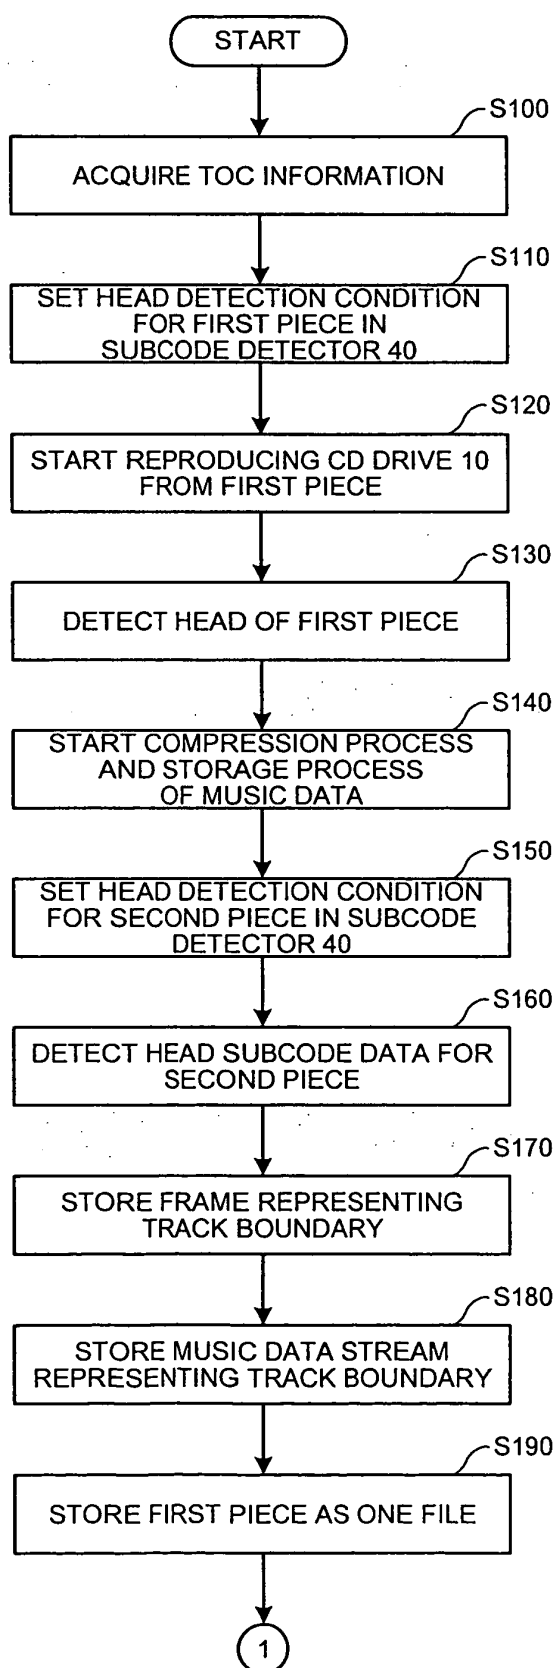 START
S100
ACQUIRE TOC INFORMATION
S110
SET HEAD DETECTION CONDITION
FOR FIRST PIECE IN
SUBCODE DETECTOR 40
S120
START REPRODUCING CD DRIVE 10
FROM FIRST PIECE
S130
DETECT HEAD OF FIRST PIECE
S140
START COMPRESSION PROCESS
AND STORAGE PROCESS
OF MUSIC DATA
S150
SET HEAD DETECTION CONDITION
FOR SECOND PIECE IN SUBCODE
DETECTOR 40
S160
DETECT HEAD SUBCODE DATA FOR
SECOND PIECE
S170
STORE FRAME REPRESENTING
TRACK BOUNDARY
S180
STORE MUSIC DATA STREAM
REPRESENTING TRACK BOUNDARY
S190
STORE FIRST PIECE AS ONE FILE
1